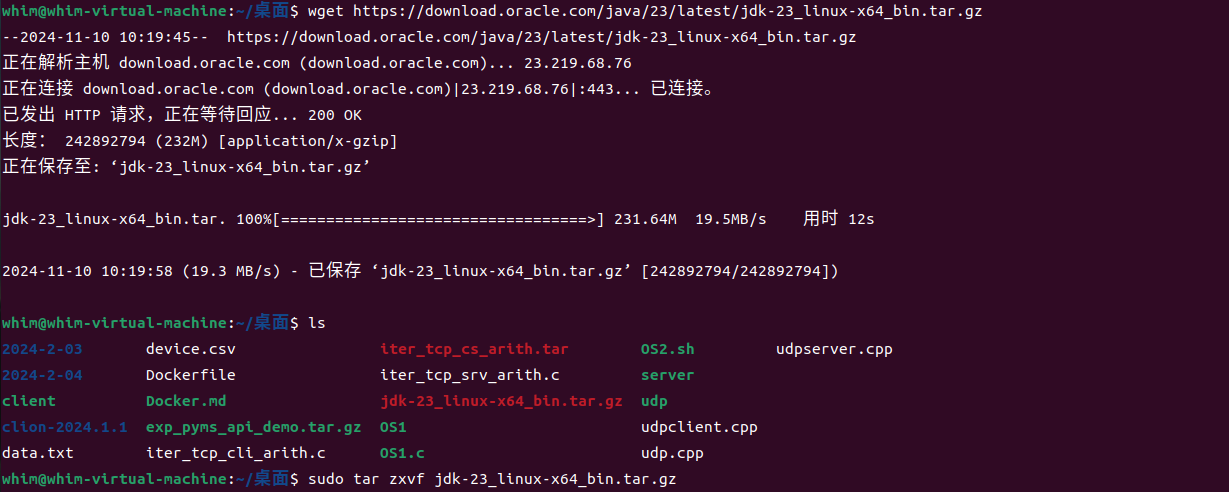 whim@whim-virtual-machine:~/桌面$ wget https://download.oracle.com/java/23/latest/jdk-23_linux-x64_bin.tar.gz
--2024-11-10 10:19:45--  https://download.oracle.com/java/23/latest/jdk-23_linux-x64_bin.tar.gz
正在解析主机 download.oracle.com (download.oracle.com)... 23.219.68.76
正在连接 download.oracle.com (download.oracle.com)|23.219.68.76|:443... 已连接。
已发出 HTTP 请求，正在等待回应... 200 OK
长度： 242892794 (232M) [application/x-gzip]
正在保存至: ‘jdk-23_linux-x64_bin.tar.gz’
jdk-23_linux-x64_bin.tar. 100%[==================================>] 231.64M  19.5MB/s    用时 12s
2024-11-10 10:19:58 (19.3 MB/s) - 已保存 ‘jdk-23_linux-x64_bin.tar.gz’ [242892794/242892794])
whim@whim-virtual-machine:~/桌面$ ls
2024-2-03       device.csv                iter_tcp_cs_arith.tar        OS2.sh         udpserver.cpp
2024-2-04       Dockerfile                iter_tcp_srv_arith.c         server
client          Docker.md                 jdk-23_linux-x64_bin.tar.gz  udp
clion-2024.1.1  exp_pyms_api_demo.tar.gz  OS1                          udpclient.cpp
data.txt        iter_tcp_cli_arith.c      OS1.c                        udp.cpp
whim@whim-virtual-machine:~/桌面$ sudo tar zxvf jdk-23_linux-x64_bin.tar.gz